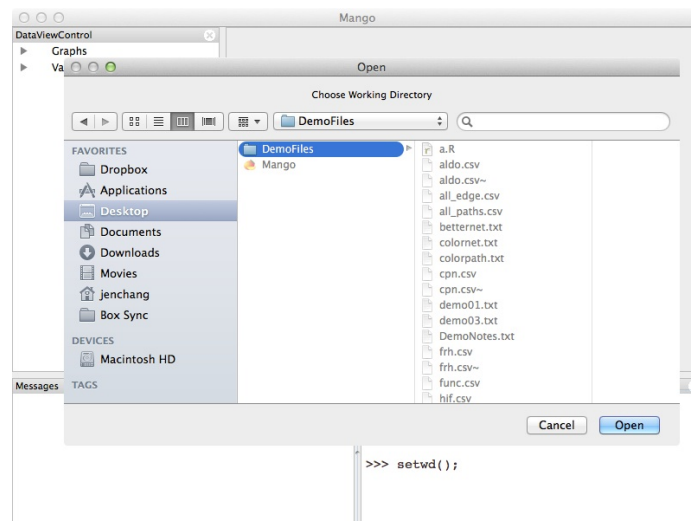 Mango
DataViewControl
Graphs
Va
Open
Choose Working Directory
DemoFiles
FAVORITES
Dropbox
Applications
Desktop
Documents
Downloads
Movies
jenchang
Box Sync
DEVICES
Macintosh HD
TAGS
DemoFiles
Mango
a.R
aldo.csv
aldo.csv~
all_edge.csv
all_paths.csv
betternet.txt
colornet.txt
colorpath.txt
cpn.csv
cpn.csv~
demo01.txt
demo03.txt
DemoNotes.txt
frh.csv
frh.csv~
func.csv
hif.csv
Cancel
Open
Messages
>>> setwd();